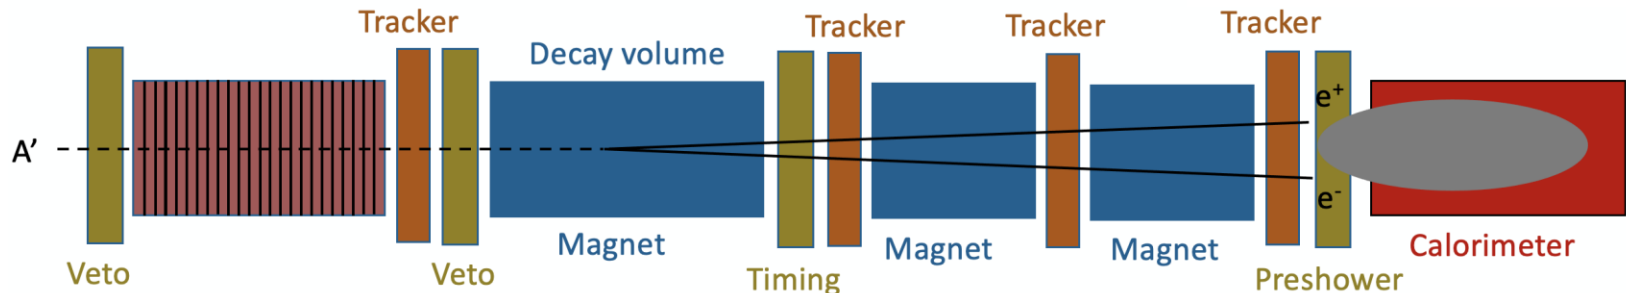 Tracker
Tracker
Tracker
Tracker
Decay volume
A’
e+
e-
Veto
Veto
Magnet
Timing
Magnet
Magnet
Preshower
Calorimeter